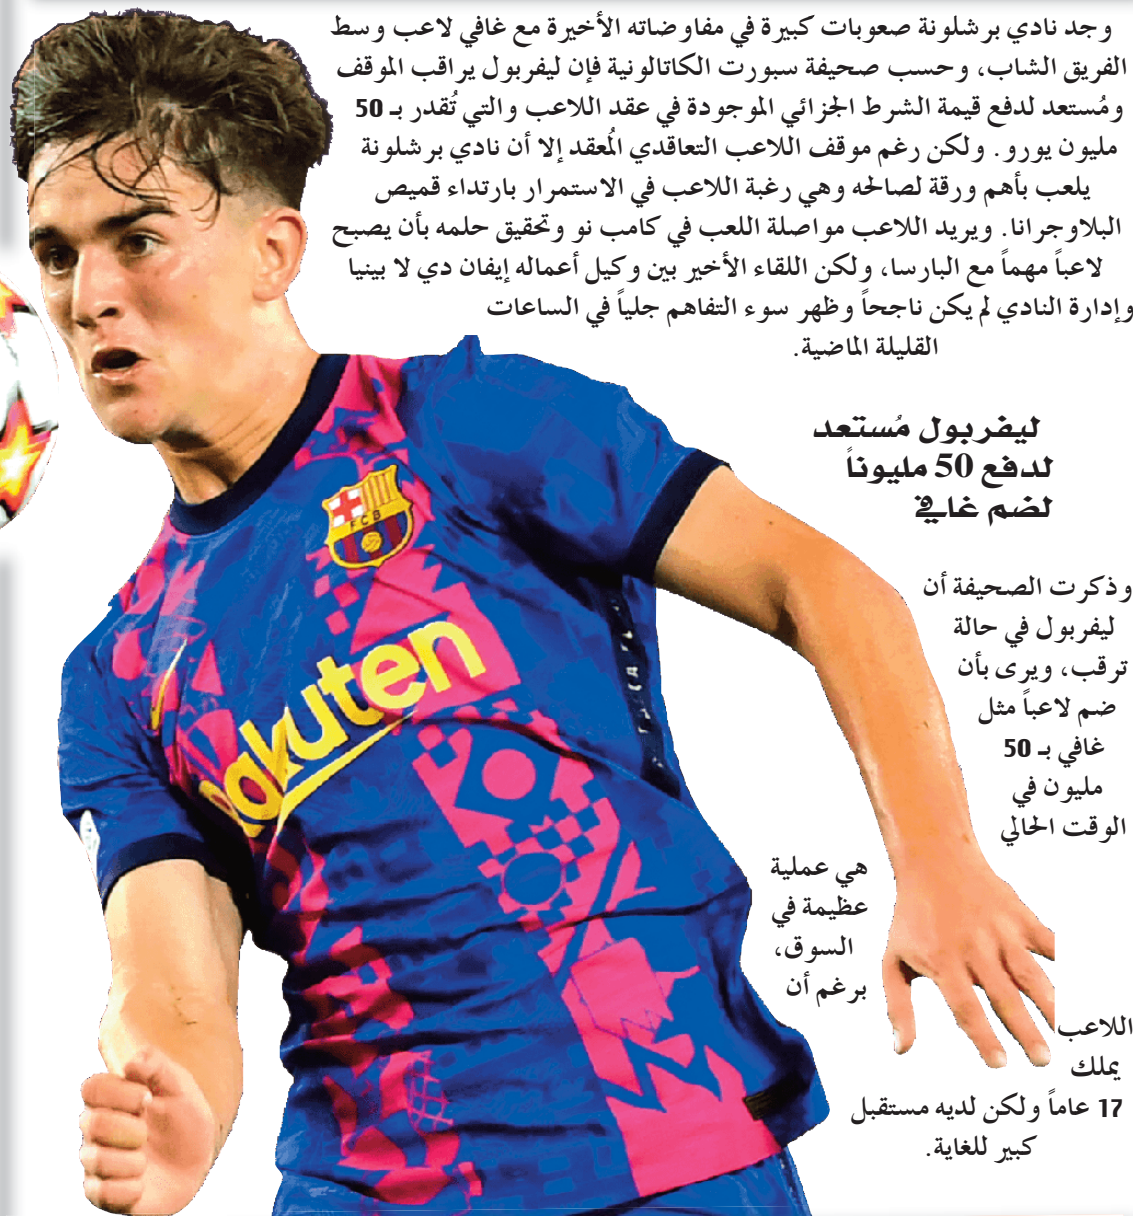 وجد نادي برشلونة صعوبات كبيرة في مفاوضاته الأخيرة مع غافي لاعب وسط
الفريق الشاب، وحسب صحيفة سبورت الكاتالونية فإن ليفربول يراقب الموقف
ومُستعد لدفع قيمة الشرط الجزائي الموجودة في عقد اللاعب والتي تُقدر بـ 50
مليون يورو. ولكن رغم موقف اللاعب التعاقدي المُعقد إلا أن نادي برشلونة
يلعب بأهم ورقة لصالحه وهي رغبة اللاعب في الاستمرار بارتداء قميص
البلاوجرانا. ويريد اللاعب مواصلة اللعب في كامب نو وتحقيق حلمه بأن يصبح
لاعباً مهماً مع البارسا، ولكن اللقاء الأخير بين وكيل أعماله إيفان دي لا بينيا
وإدارة النادي لم يكن ناجحاً وظهر سوء التفاهم جلياً في الساعات
القليلة الماضية.
ليفربول مُستعد
لدفع 50 مليوناً
لضم غافي
وذكرت الصحيفة أن
ليفربول في حالة
ترقب، ويرى بأن
ضم لاعباً مثل
غافي بـ 50
مليون في
الوقت الحالي
هي عملية
عظيمة في
السوق،
برغم أن
اللاعب
يملك
17 عاماً ولكن لديه مستقبل
كبير للغاية.
FCB
Rakuten